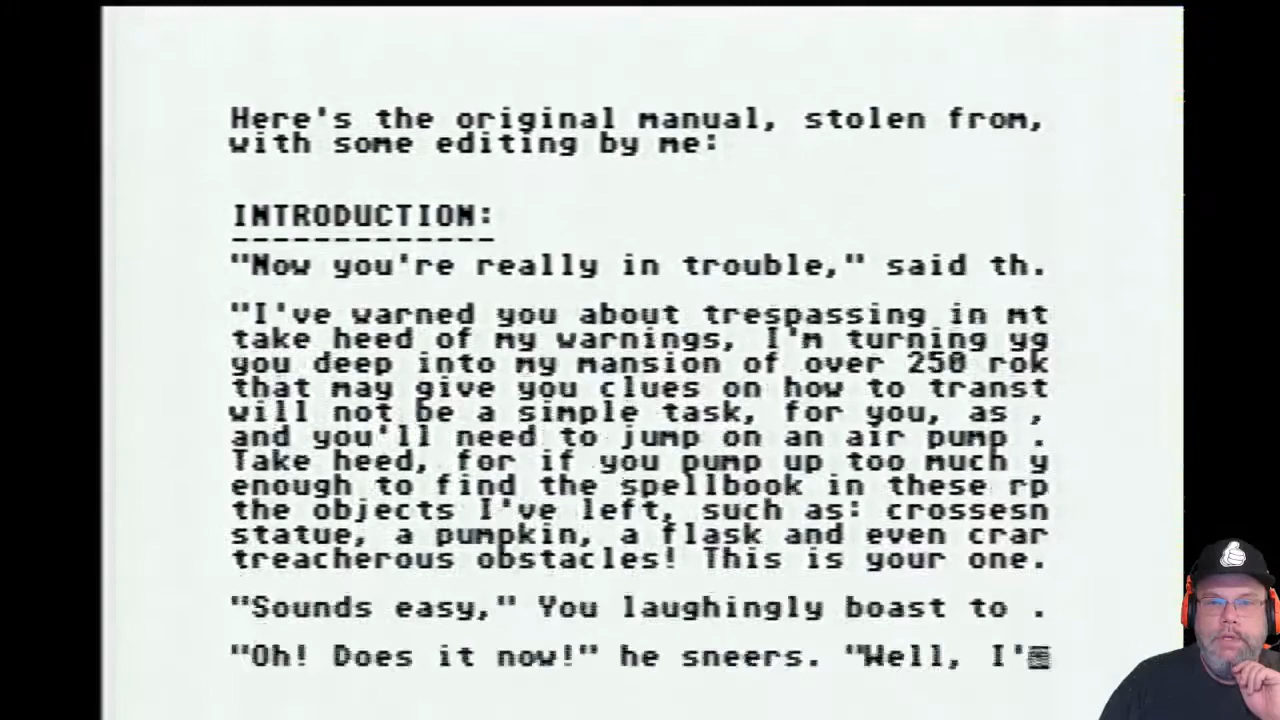 Here's the original manual, stolen from,
with some editing by me:
INTRODUCTION:
-------------
"Now you're really in trouble," said th.
"I've warned you about trespassing in mt
take heed of my warnings, I'm turning yg
you deep into my mansion of over 250 rok
that may give you clues on how to transt
will not be a simple task, for you, as ,
and you'll need to jump on an air pump .
Take heed, for if you pump up too much y
enough to find the spellbook in these rp
the objects I've left, such as: crossesn
statue, a pumpkin, a flask and even crar
treacherous obstacles! This is your one.
"Sounds easy," You laughingly boast to .
"Oh! Does it now!" he sneers. "Well, I'